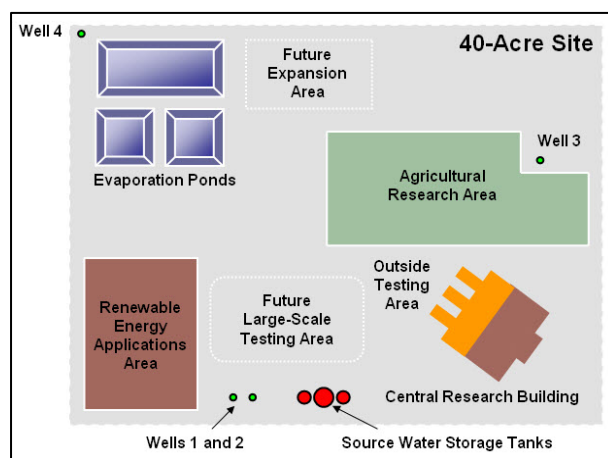 Well 4
40-Acre Site
Future
Expansion
Area
Well 3
Evaporation Ponds
Agricultural
Research Area
Outside
Testing
Area
Renewable
Energy
Applications
Area
Future
Large-Scale
Testing Area
Central Research Building
Wells 1 and 2
Source Water Storage Tanks